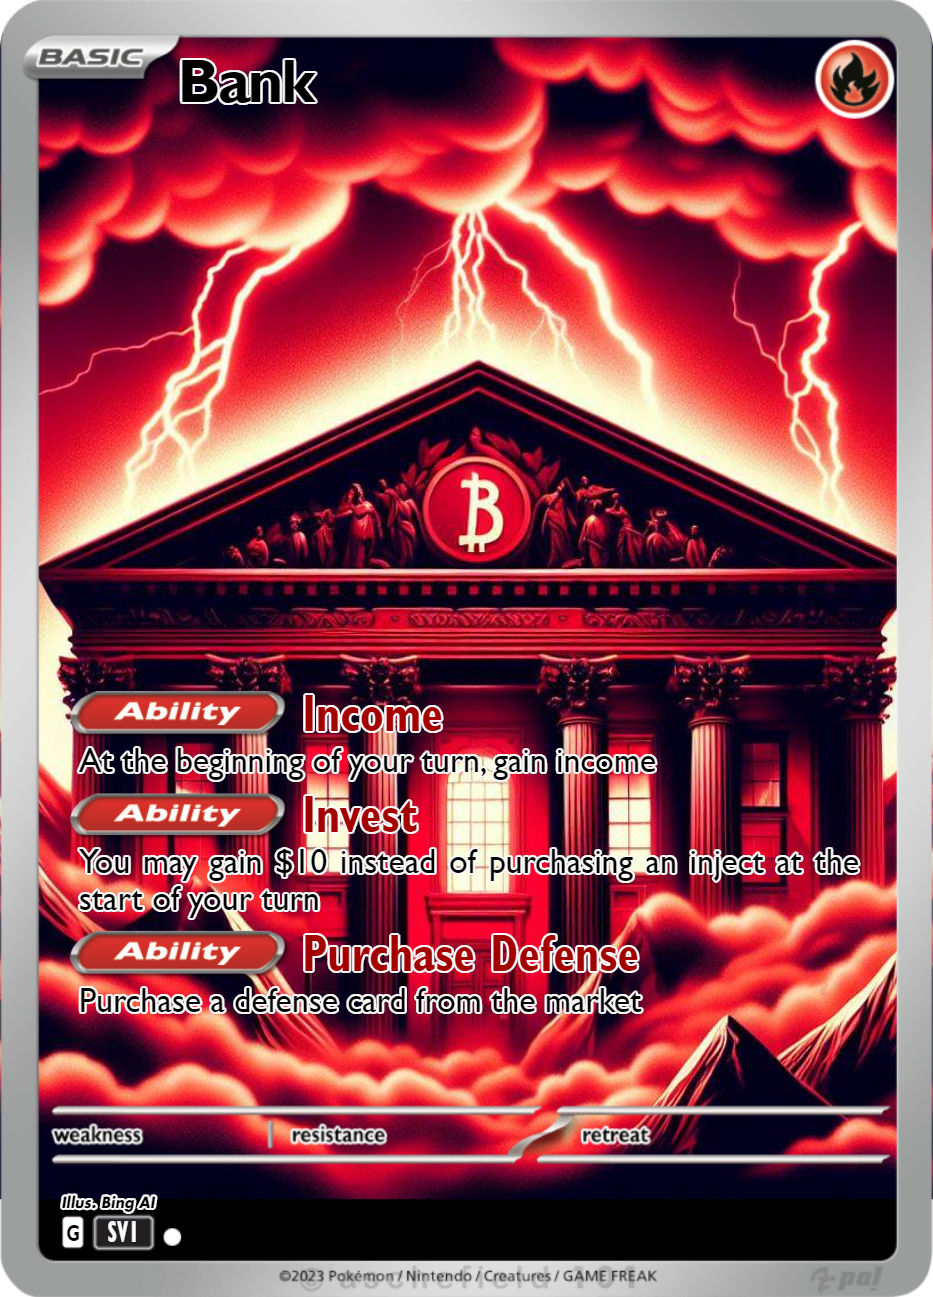 BASIC
Bank
Ability Income
At the beginning of your turn, gain income
Ability Invest
You may gain $10 instead of purchasing an inject at the
start of your turn
Ability Purchase Defense
Purchase a defense card from the market
weakness resistance retreat
Illus. Bing AI
G SVI
©2023 Pokémon / Nintendo / Creatures / GAME FREAK